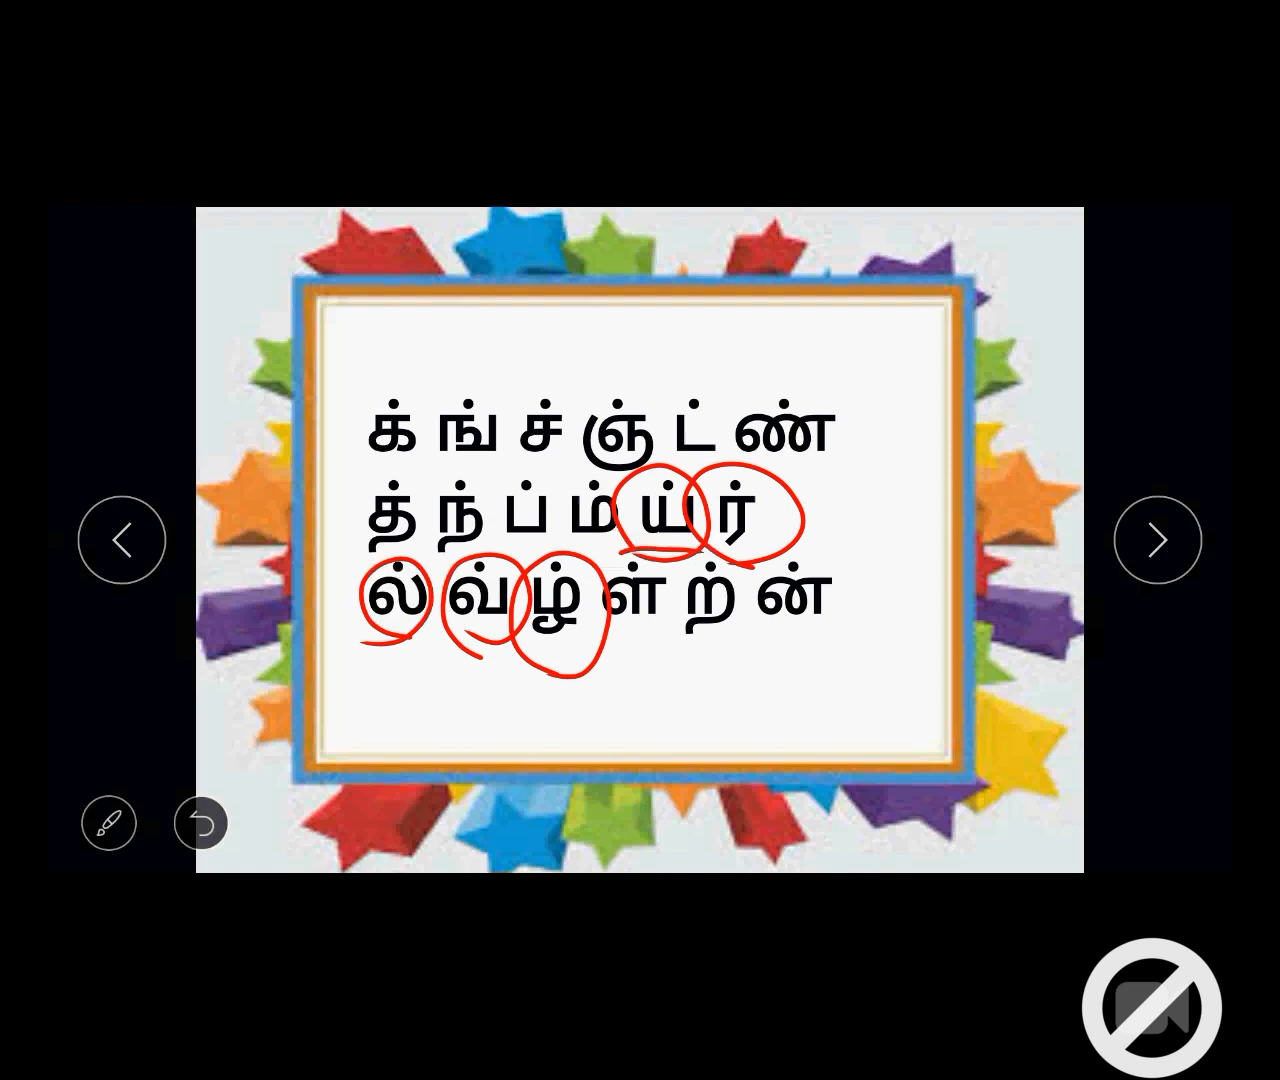 க் ங் ச் ஞ் ட் ண்
த் ந் ப் ம் ய் ர்
ல் வ் ழ் ள் ற் ன்